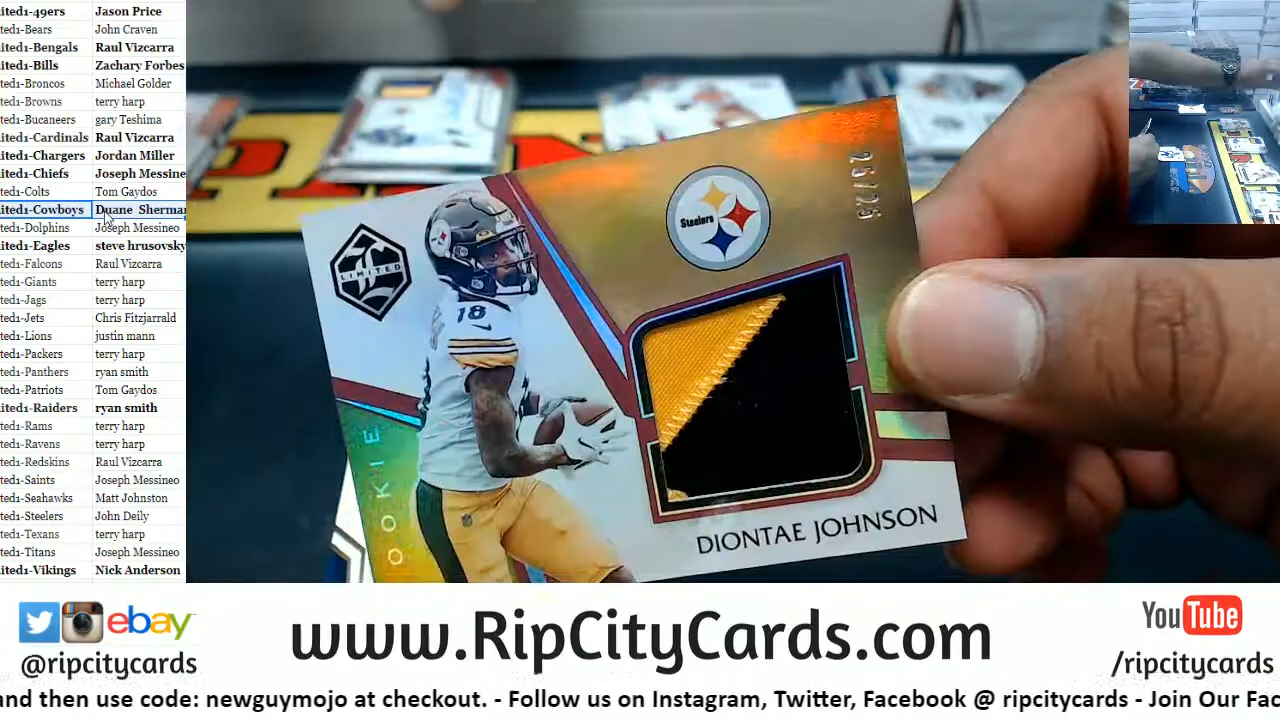 ited1-49ers Jason Price
ted1-Bears John Craven
ited1-Bengals Raul Vizcarra
ited1-Bills Zachary Forbes
ted1-Broncos Michael Golder
ted1-Browns terry harp
ted1-Bucaneers gary Teshima
ited1-Cardinals Raul Vizcarra
ited1-Chargers Jordan Miller
ited1-Chiefs Joseph Messine
ted1-Colts Tom Gaydos
ited1-Cowboys Duane Sherman
ted1-Dolphins Joseph Messineo
ited1-Eagles steve hrusovsky
ted1-Falcons Raul Vizcarra
ted1-Giants terry harp
ted1-Jags terry harp
ted1-Jets Chris Fitzjarrald
ted1-Lions justin mann
ted1-Packers terry harp
ted1-Panthers ryan smith
ted1-Patriots Tom Gaydos
ited1-Raiders ryan smith
ted1-Rams terry harp
ted1-Ravens terry harp
ted1-Redskins Raul Vizcarra
ted1-Saints Joseph Messineo
ted1-Seahawks Matt Johnston
ted1-Steelers John Deily
ted1-Texans terry harp
ted1-Titans Joseph Messineo
ited1-Vikings Nick Anderson
LIMITED
18
Steelers
OOKIE
DIONTAE JOHNSON
ebay
@ripcitycards
www.RipCityCards.com
YouTube
/ripcitycards
and then use code: newguymojo at checkout. - Follow us on Instagram, Twitter, Facebook @ ripcitycards - Join Our Fac